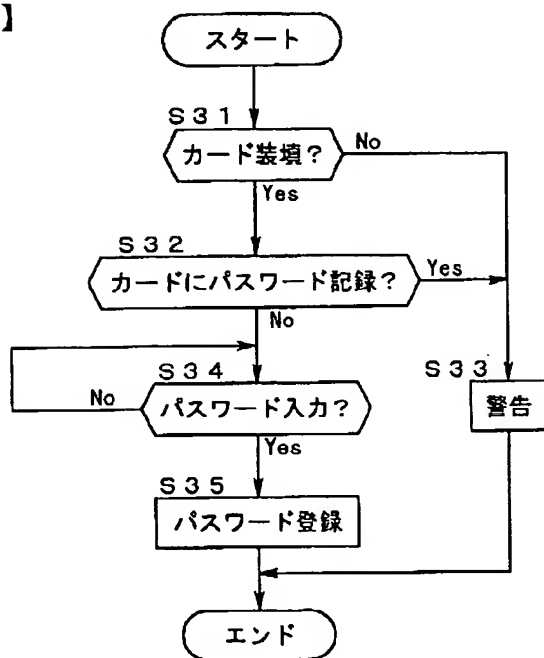 】
スタート
S31
カード装填？
No
Yes
S32
カードにパスワード記録？
Yes
No
S34
パスワード入力？
No
Yes
S33
警告
S35
パスワード登録
エンド